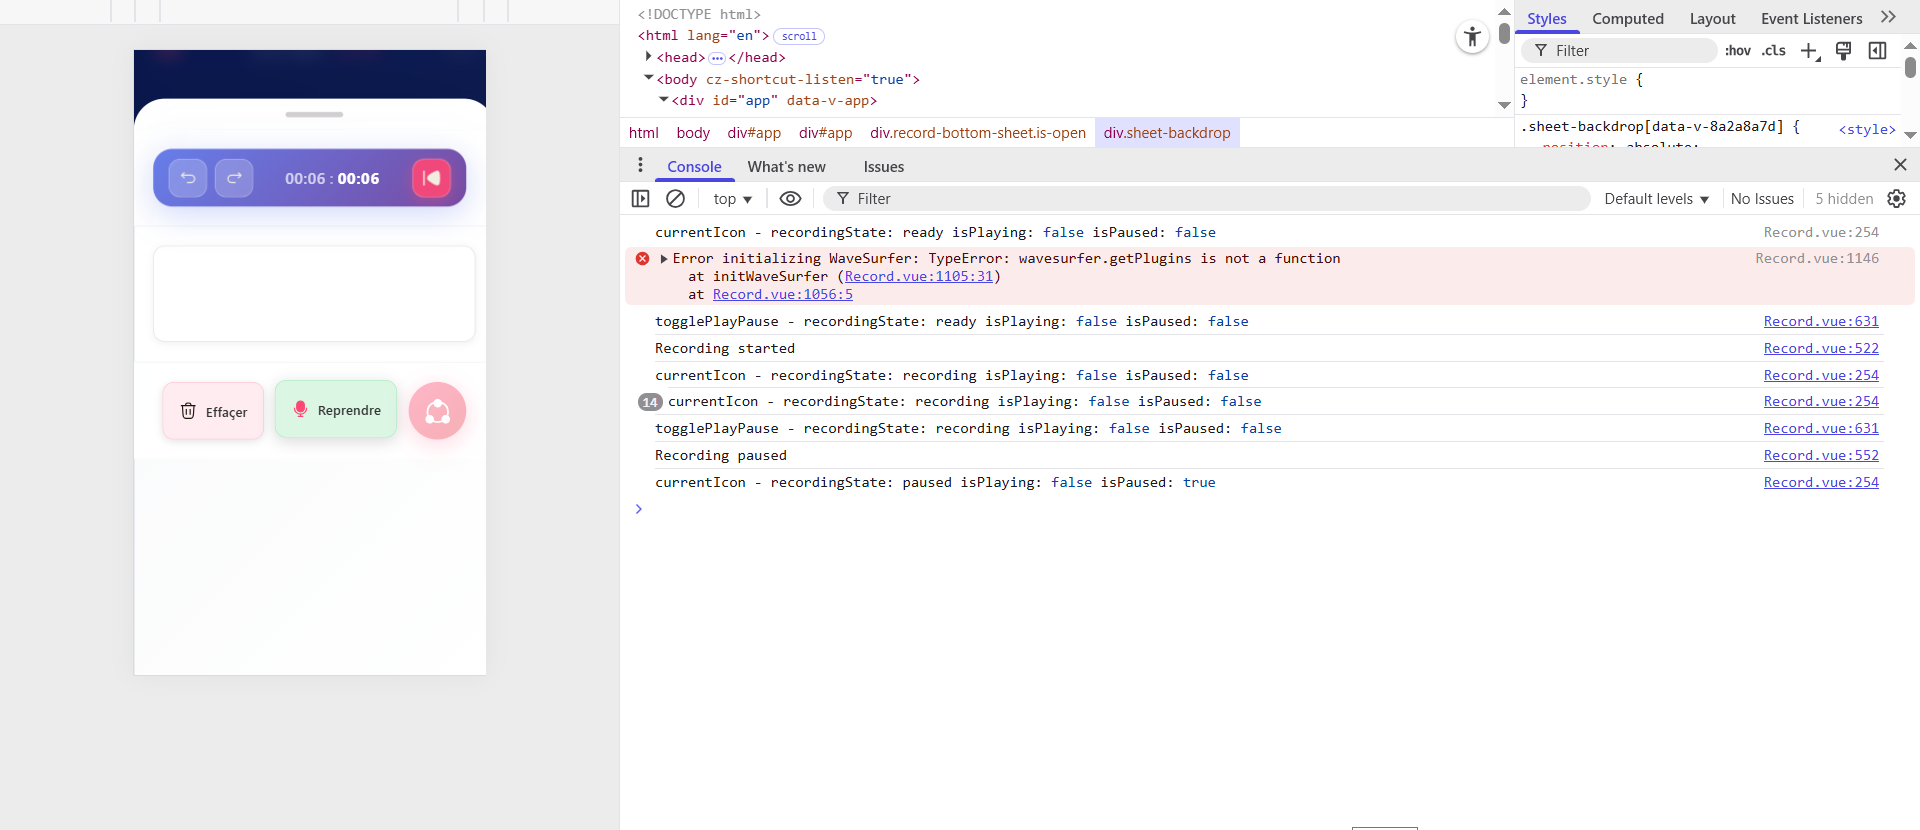 00:06 : 00:06
Effaçer
Reprendre
<!DOCTYPE html>
<html lang="en"> scroll
<head> ••• </head>
<body cz-shortcut-listen="true">
<div id="app" data-v-app>
html body div#app div#app div.record-bottom-sheet.is-open div.sheet-backdrop
Styles Computed Layout Event Listeners
Filter :hov .cls
element.style {
}
.sheet-backdrop[data-v-8a2a8a7d] { <style>
position: absolute;
Console What's new Issues
top Filter Default levels No Issues 5 hidden
currentIcon - recordingState: ready isPlaying: false isPaused: false Record.vue:254
Error initializing WaveSurfer: TypeError: wavesurfer.getPlugins is not a function Record.vue:1146
at initWaveSurfer (Record.vue:1105:31)
at Record.vue:1056:5
togglePlayPause - recordingState: ready isPlaying: false isPaused: false Record.vue:631
Recording started Record.vue:522
currentIcon - recordingState: recording isPlaying: false isPaused: false Record.vue:254
14 currentIcon - recordingState: recording isPlaying: false isPaused: false Record.vue:254
togglePlayPause - recordingState: recording isPlaying: false isPaused: false Record.vue:631
Recording paused Record.vue:552
currentIcon - recordingState: paused isPlaying: false isPaused: true Record.vue:254